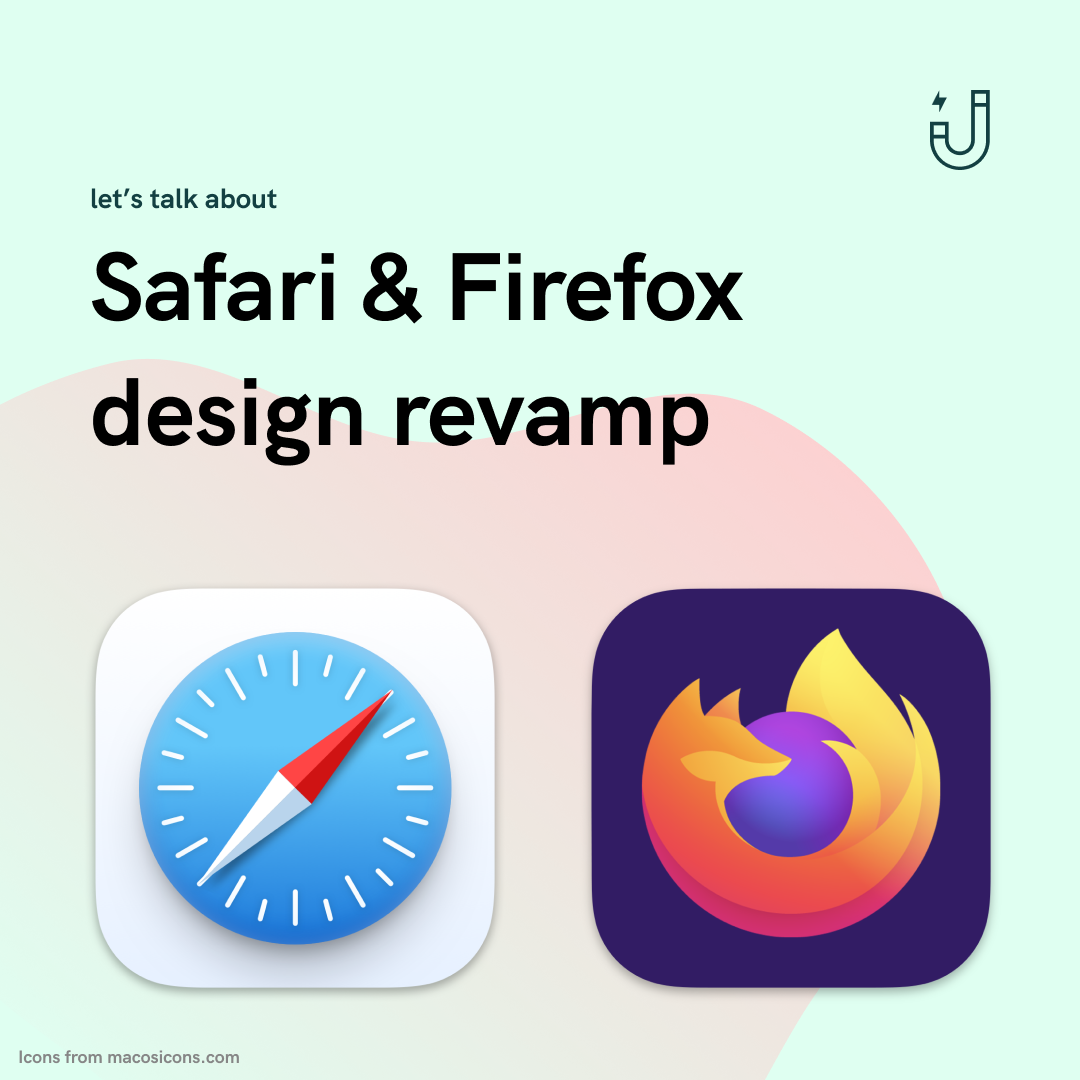 let’s talk about
Safari & Firefox
design revamp
Icons from macosicons.com